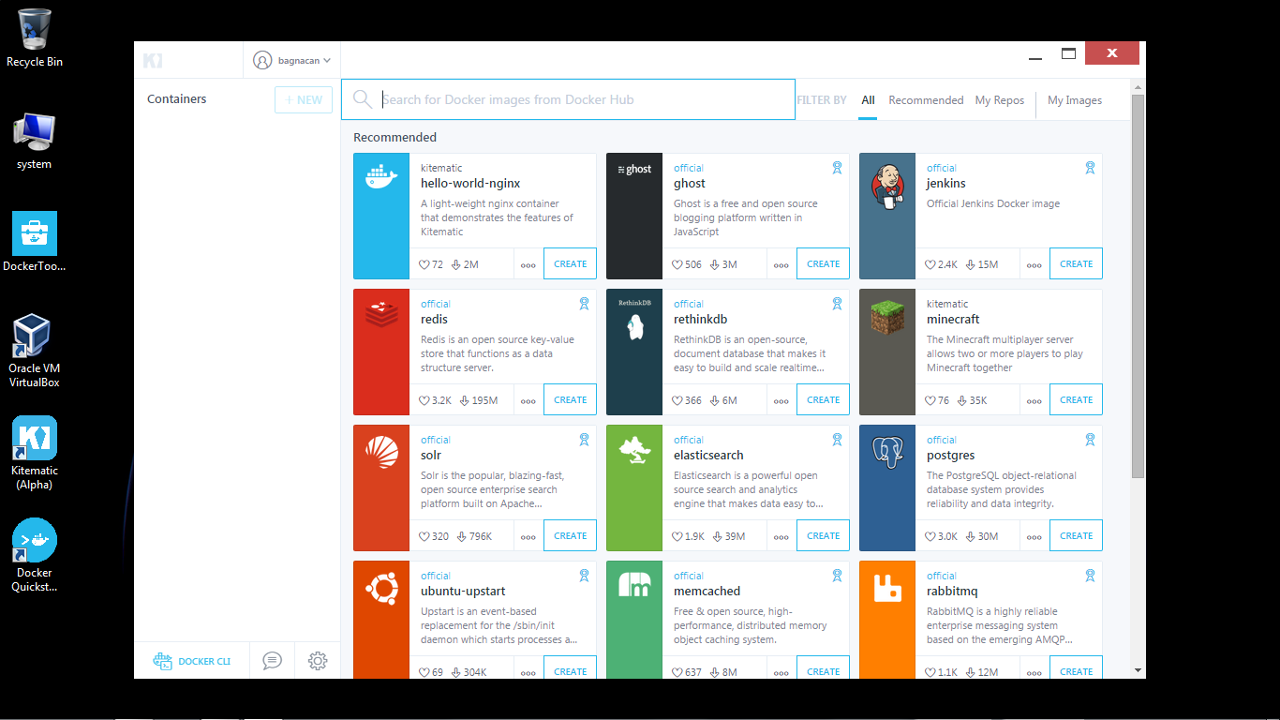 Recycle Bin
system
DockerToo...
Oracle VM
VirtualBox
Kitematic
(Alpha)
Docker
Quickst...
bagnacan
Containers
+ NEW
Search for Docker images from Docker Hub
FILTER BY
All
Recommended
My Repos
My Images
Recommended
kitematic
hello-world-nginx
A light-weight nginx container
that demonstrates the features of
Kitematic
72
2M
CREATE
official
ghost
ghost
Ghost is a free and open source
blogging platform written in
JavaScript
506
3M
CREATE
official
jenkins
Official Jenkins Docker image
2.4K
15M
CREATE
official
redis
Redis is an open source key-value
store that functions as a data
structure server.
3.2K
195M
CREATE
RethinkDB
official
rethinkdb
RethinkDB is an open-source,
document database that makes it
easy to build and scale realtime...
366
6M
CREATE
kitematic
minecraft
The Minecraft multiplayer server
allows two or more players to play
Minecraft together
76
35K
CREATE
official
solr
Solr is the popular, blazing-fast,
open source enterprise search
platform built on Apache...
320
796K
CREATE
official
elasticsearch
Elasticsearch is a powerful open
source search and analytics
engine that makes data easy to...
1.9K
39M
CREATE
official
postgres
The PostgreSQL object-relational
database system provides
reliability and data integrity.
3.0K
30M
CREATE
official
ubuntu-upstart
Upstart is an event-based
replacement for the /sbin/init
daemon which starts processes a...
69
304K
CREATE
official
memcached
Free & open source, high-
performance, distributed memory
object caching system.
637
8M
CREATE
official
rabbitmq
RabbitMQ is a highly reliable
enterprise messaging system
based on the emerging AMQP...
1.1K
12M
CREATE
DOCKER CLI